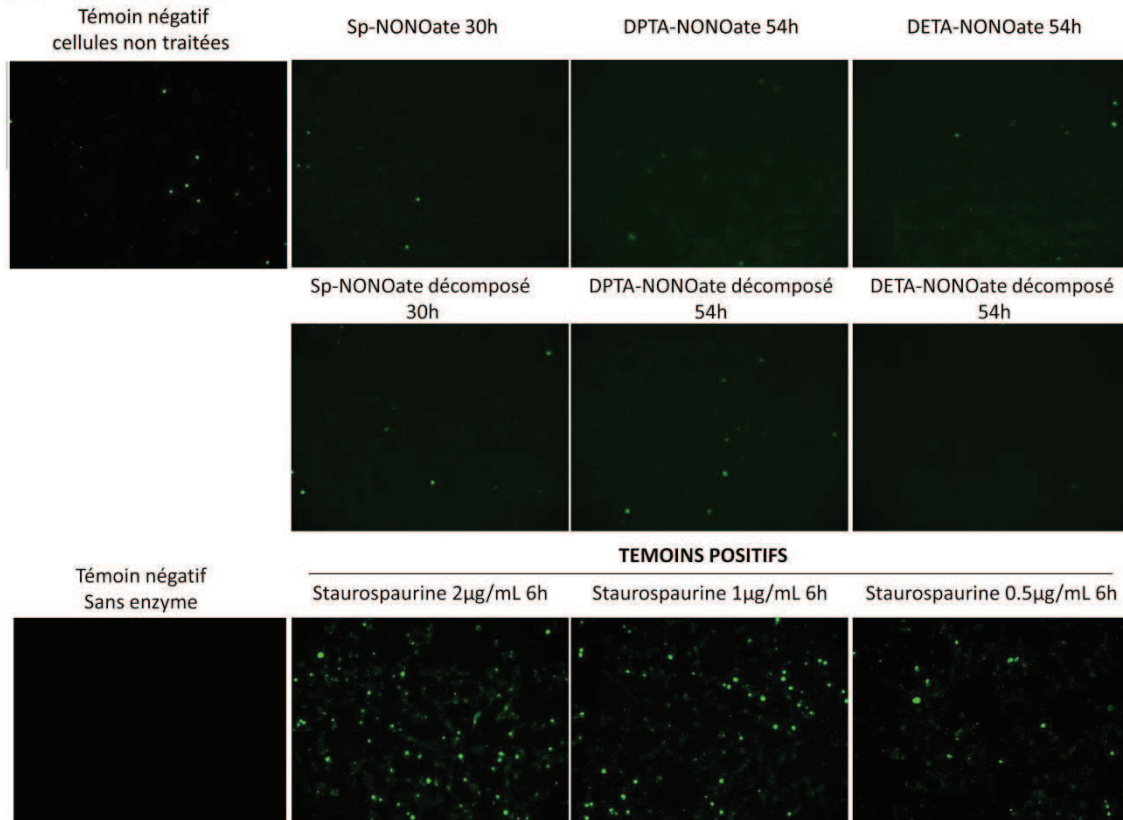 Témoin négatif
cellules non traitées
Sp-NONOate 30h
DPTA-NONOate 54h
DETA-NONOate 54h
Sp-NONOate décomposé
30h
DPTA-NONOate décomposé
54h
DETA-NONOate décomposé
54h
TEMOINS POSITIFS
Témoin négatif
Sans enzyme
Staurospaurine 2µg/mL 6h
Staurospaurine 1µg/mL 6h
Staurospaurine 0.5µg/mL 6h